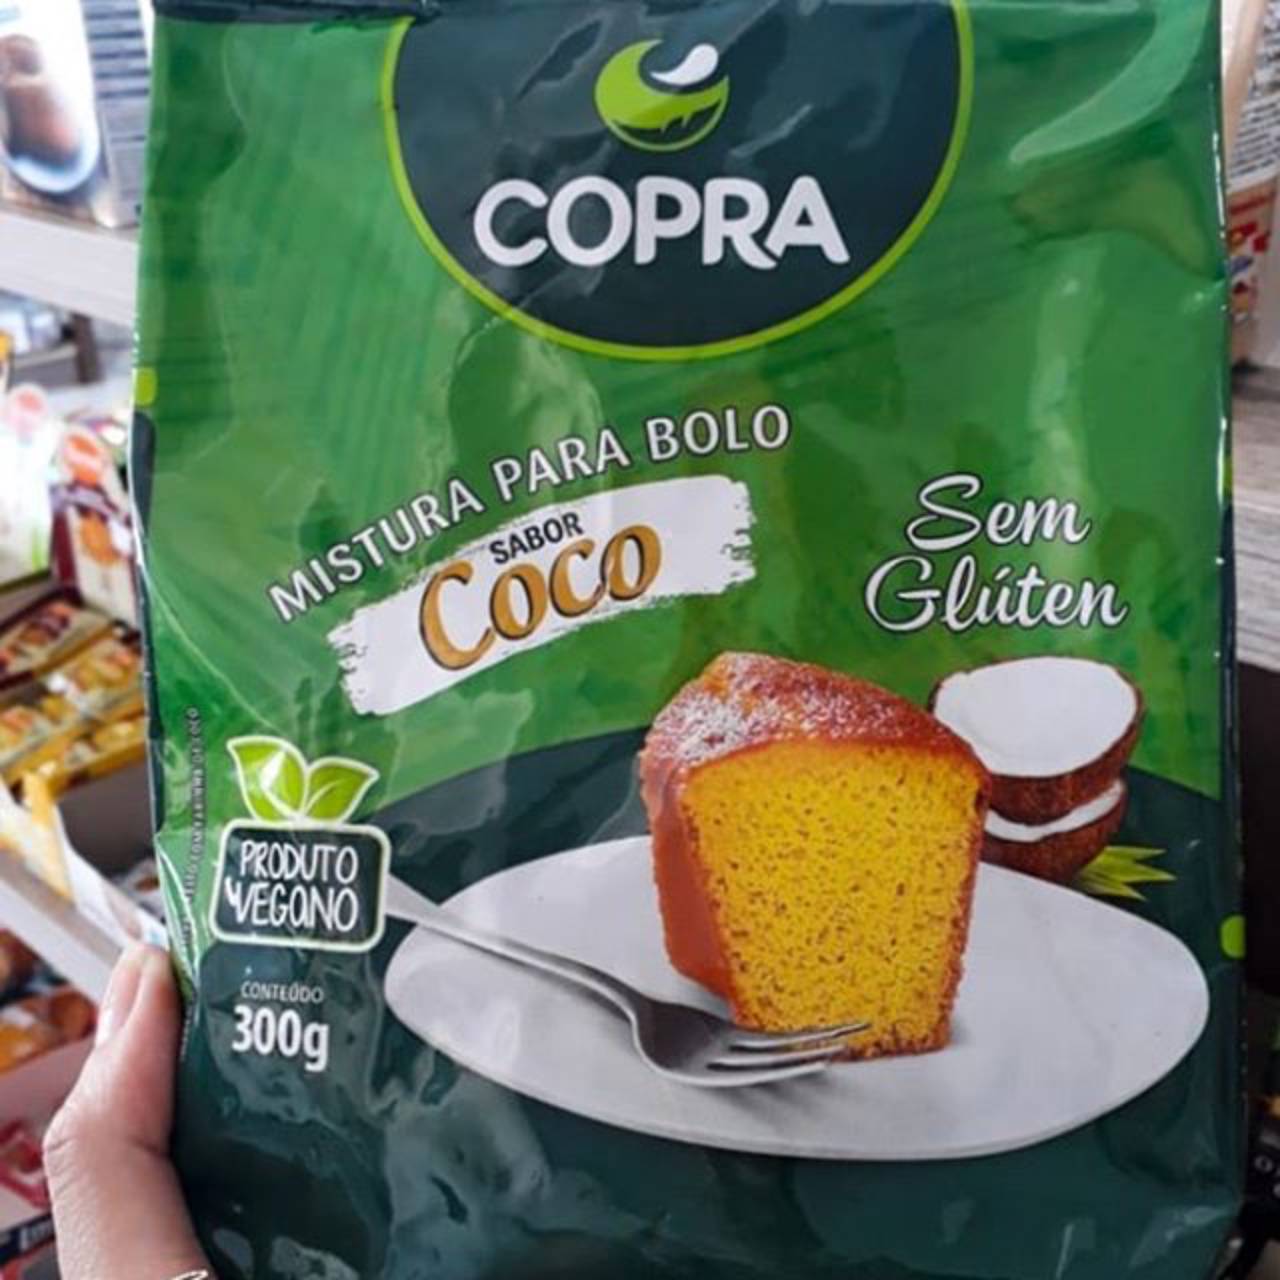 COPRA
MISTURA PARA BOLO
SABOR
Coco
Sem
Glúten
PRODUTO
VEGANO
CONTEÚDO
300g